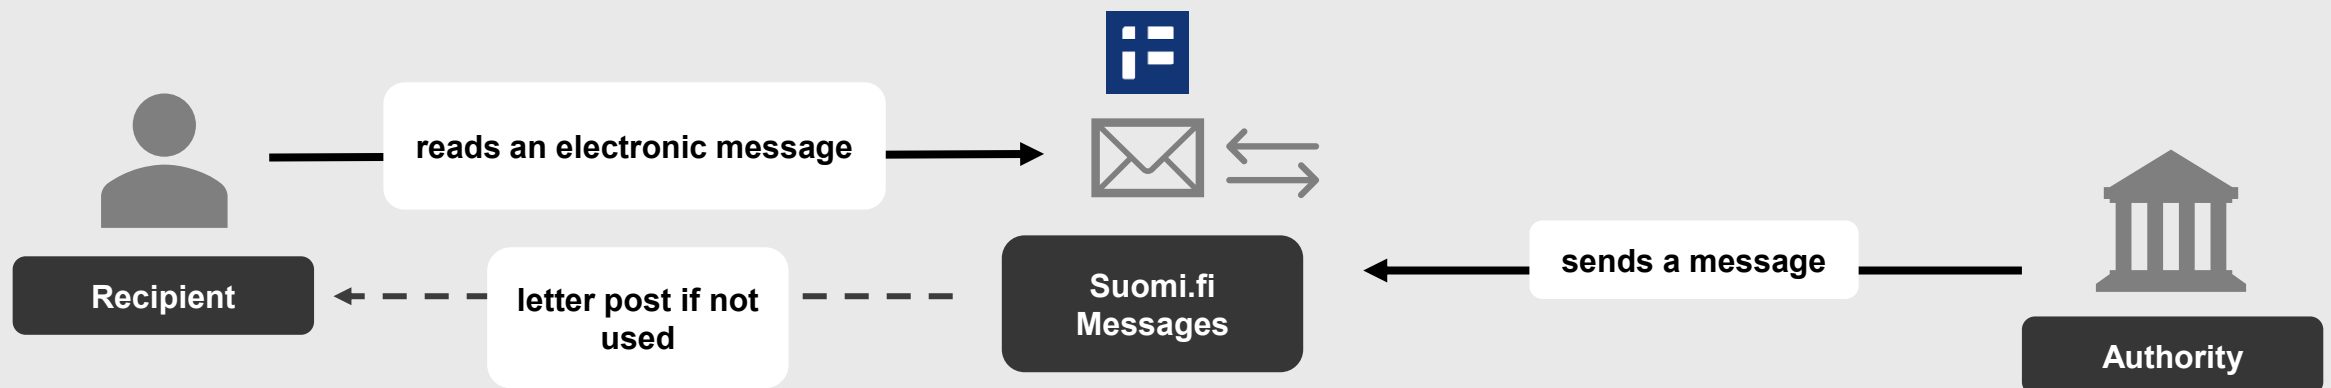 reads an electronic message
Recipient
letter post if not
used
Suomi.fi
Messages
sends a message
Authority